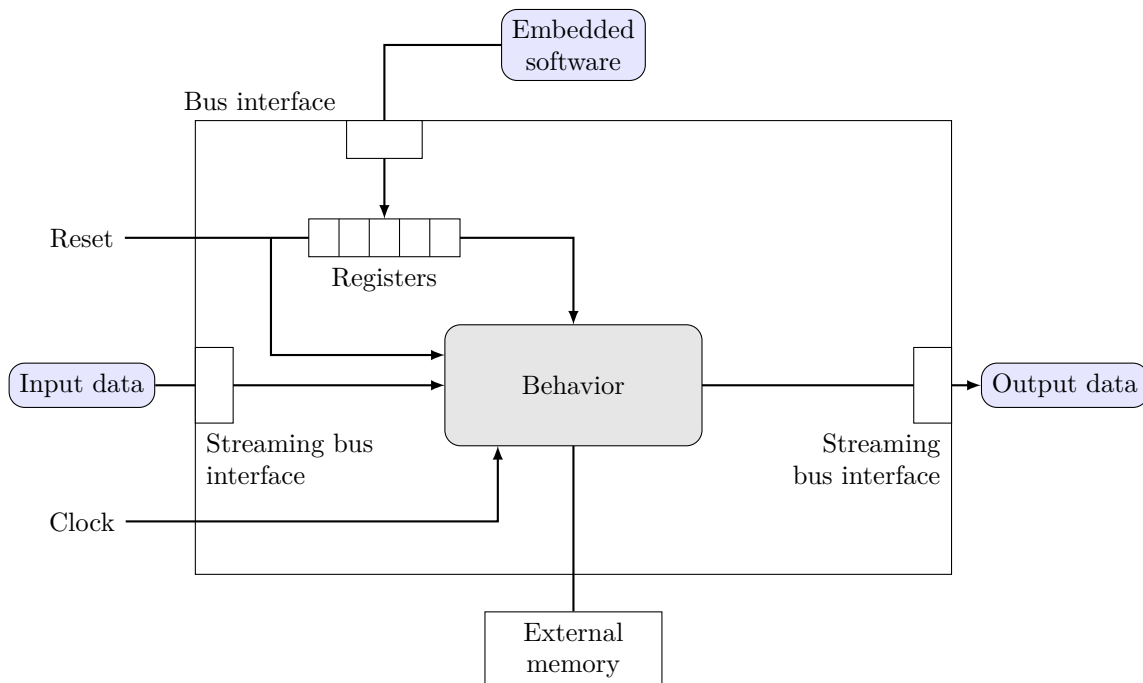 Embedded
software
Bus interface
Reset
Registers
Input data
Behavior
Output data
Streaming bus
interface
Streaming
bus interface
Clock
External
memory